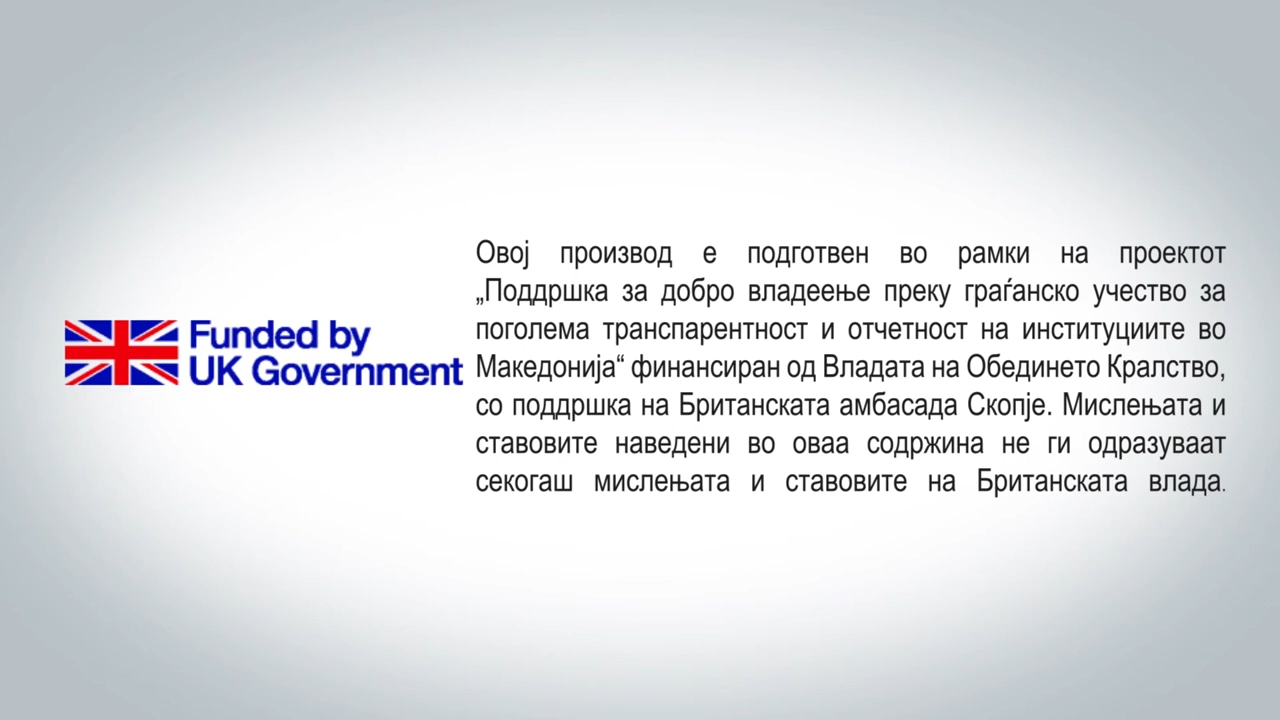 Funded by
UK Government
Овој производ е подготвен во рамки на проектот
„Поддршка за добро владеење преку граѓанско учество за
поголема транспарентност и отчетност на институциите во
Македонија“ финансиран од Владата на Обединето Кралство,
со поддршка на Британската амбасада Скопје. Мислењата и
ставовите наведени во оваа содржина не ги одразуваат
секогаш мислењата и ставовите на Британската влада.